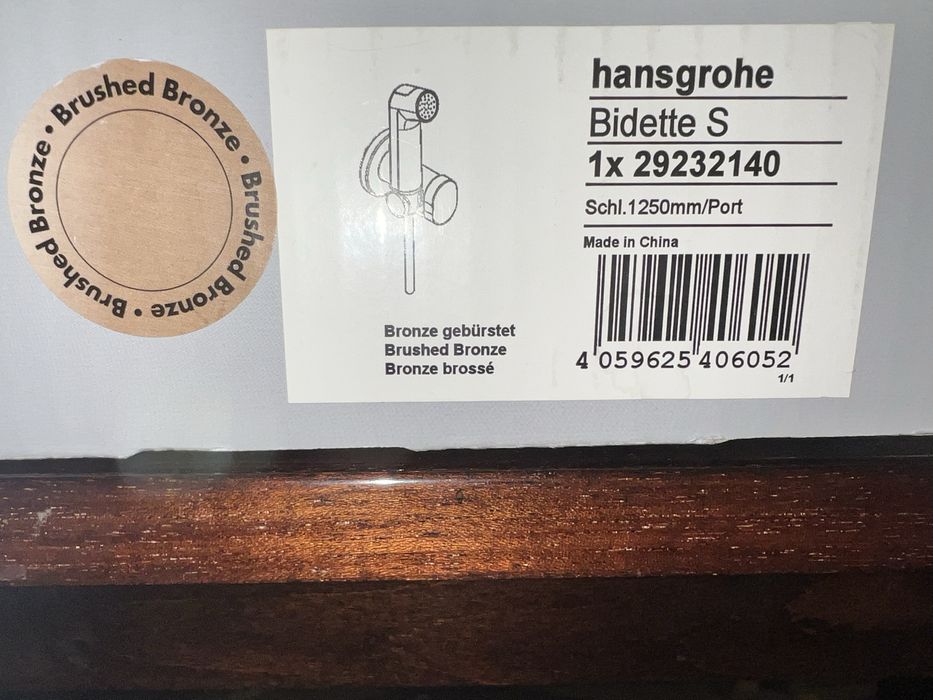 Brushed Bronze • Brushed Bronze • Brushed Bronze •
hansgrohe
Bidette S
1x 29232140
Schl.1250mm/Port
Made in China
4 059625 406052
1/1
Bronze gebürstet
Brushed Bronze
Bronze brossé